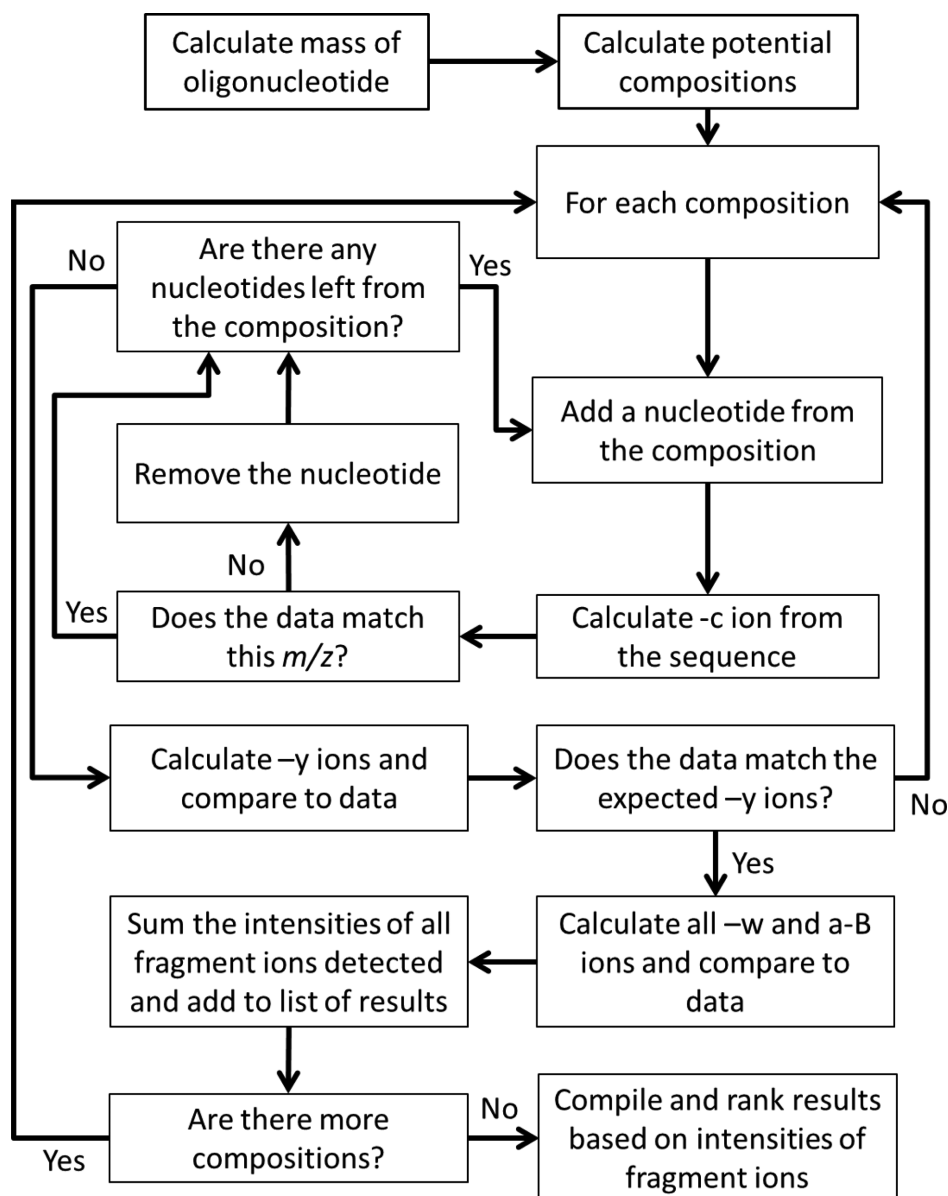 Calculate mass of
oligonucleotide
Calculate potential
compositions
For each composition
No
Are there any
nucleotides left from
the composition?
Yes
Add a nucleotide from
the composition
Remove the nucleotide
No
Yes
Does the data match
this m/z?
Calculate -c ion from
the sequence
Calculate –y ions and
compare to data
Does the data match the
expected –y ions?
No
Yes
Sum the intensities of all
fragment ions detected
and add to list of results
Calculate all –w and a-B
ions and compare to
data
Are there more
compositions?
Yes
No
Compile and rank results
based on intensities of
fragment ions